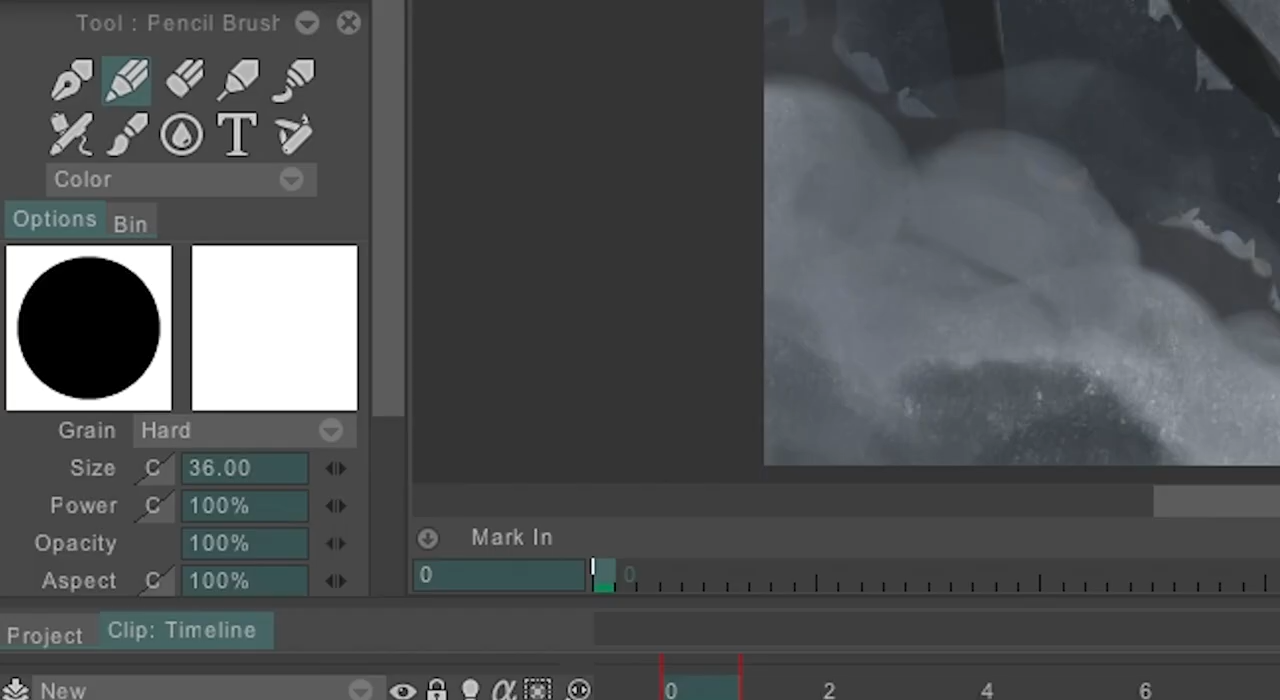 Tool : Pencil Brush
T
Color
Options Bin
Grain Hard
Size C 36.00
Power C 100%
Opacity 100%
Aspect C 100%
Mark In
0 0
Project Clip: Timeline
New 0 2 4 6